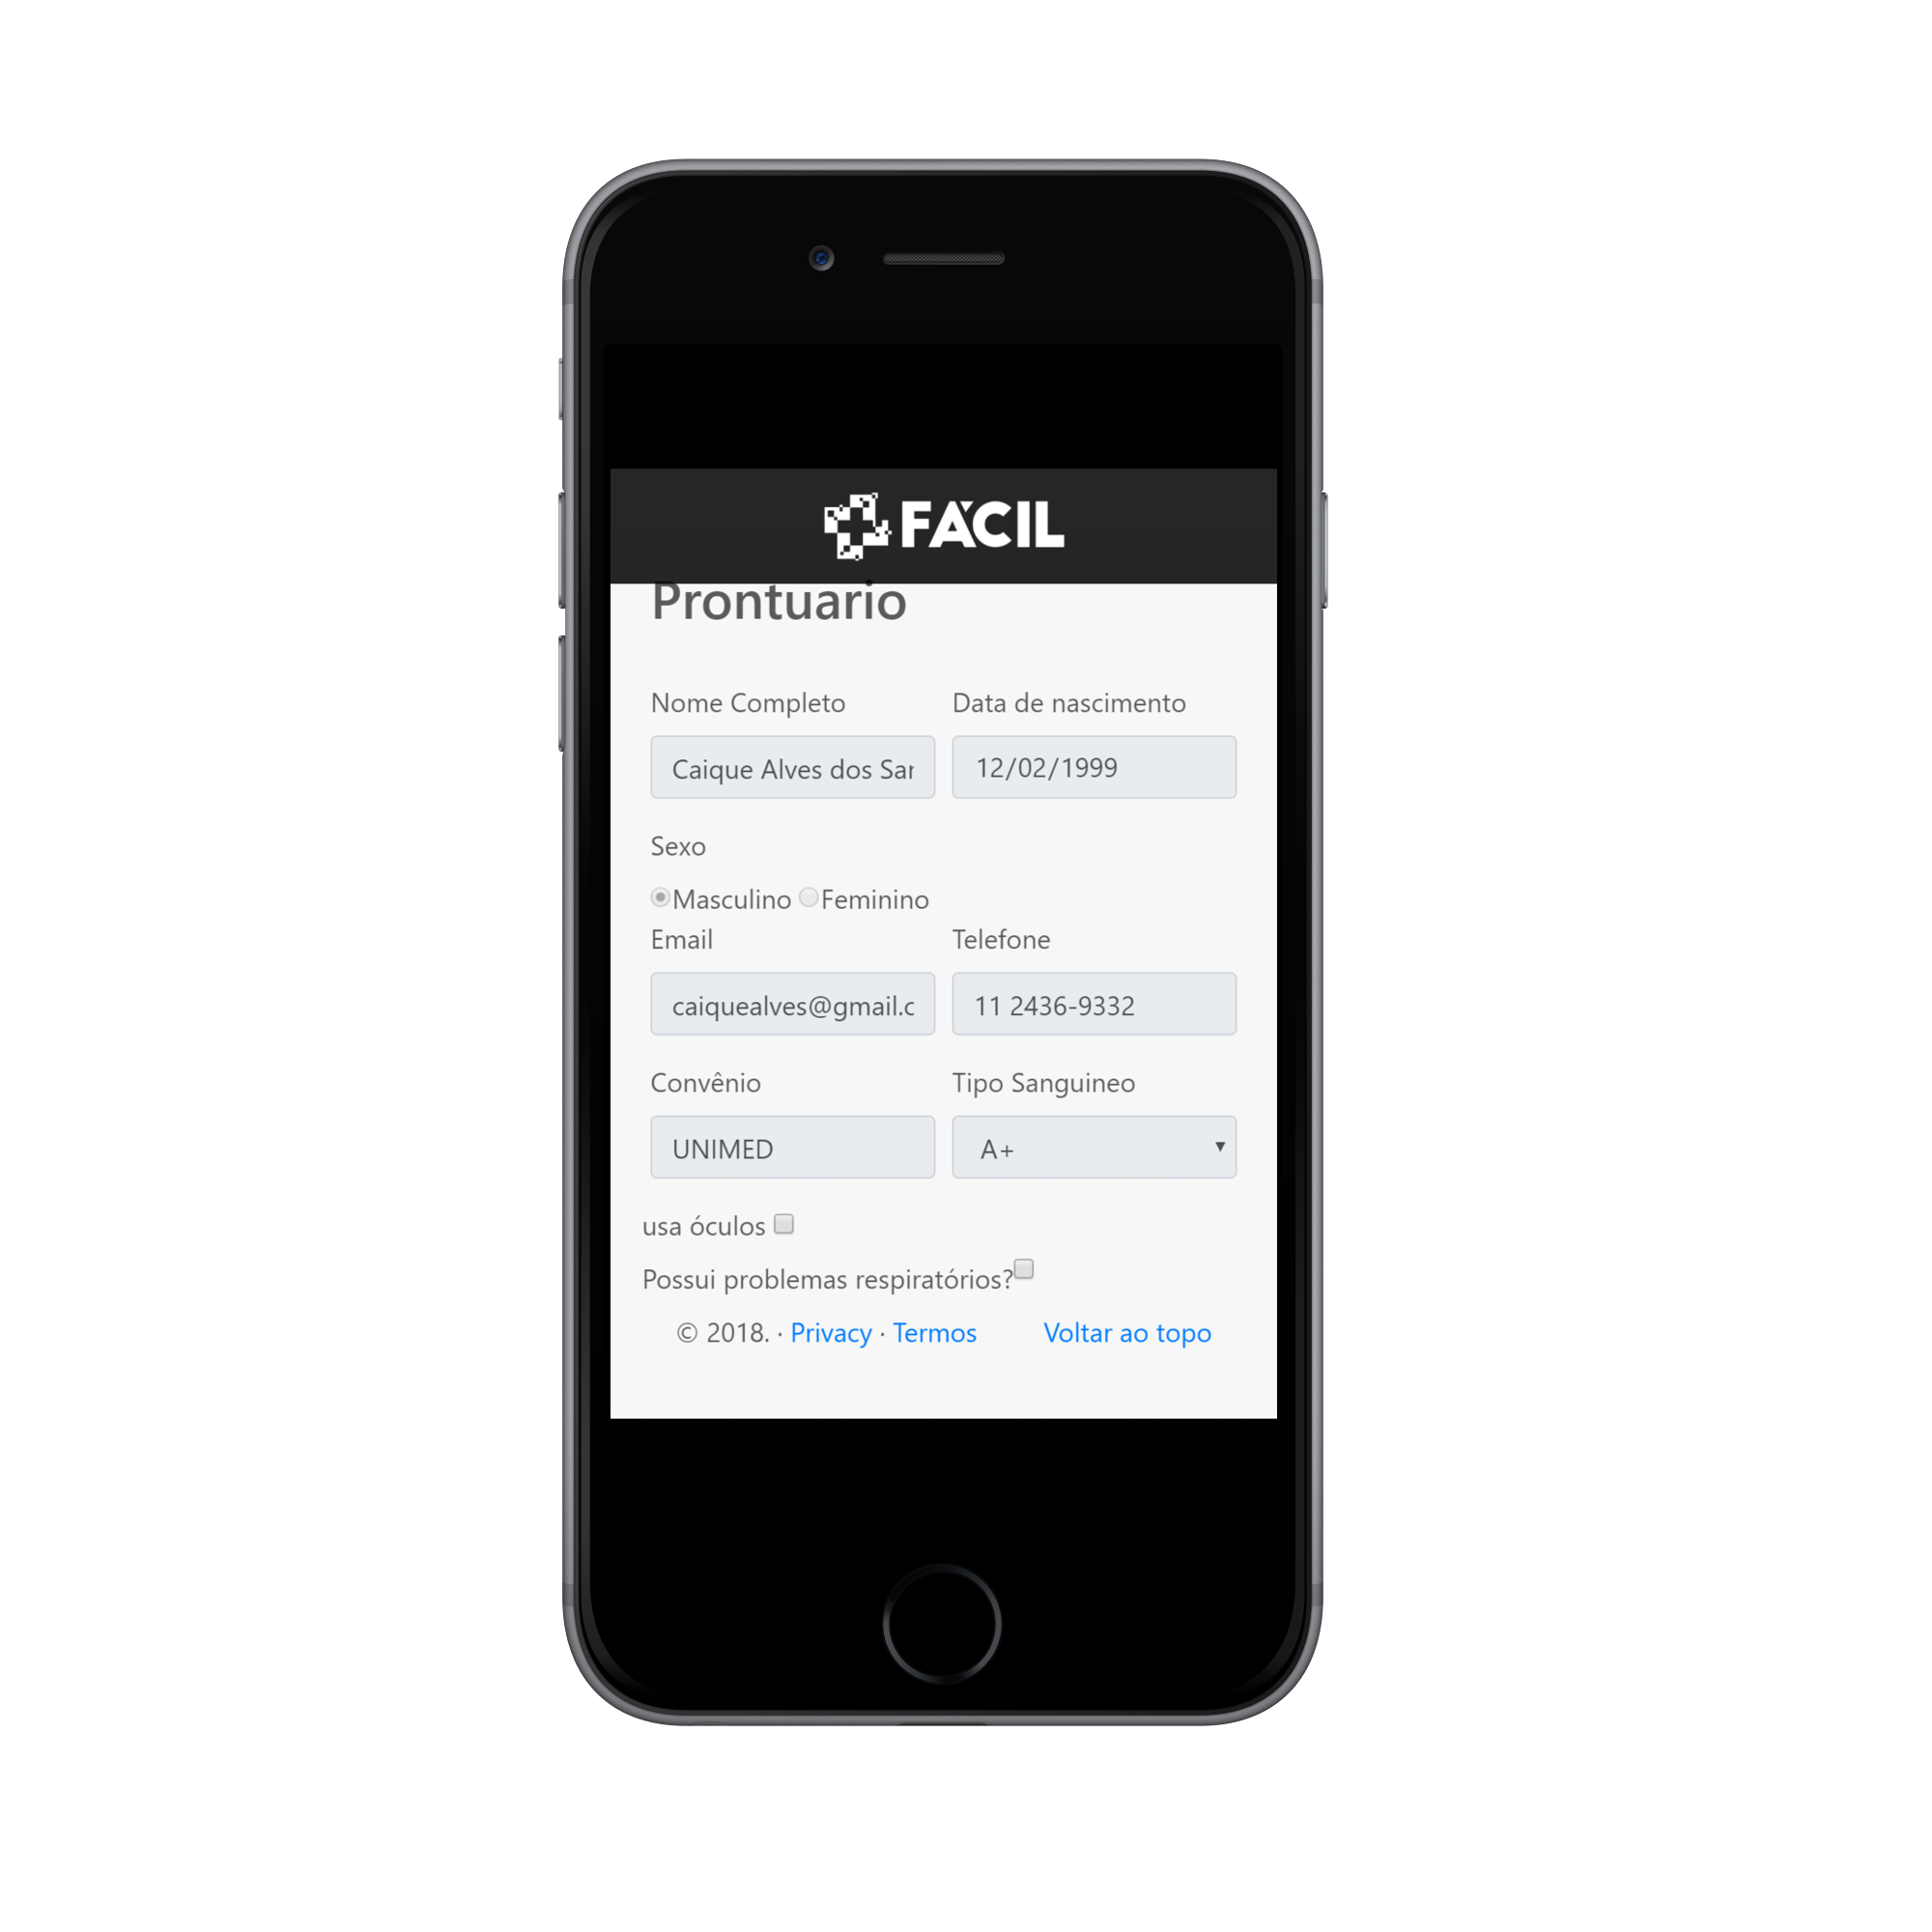 FÁCIL
Prontuario
Nome Completo Data de nascimento
Caique Alves dos 12/02/1999
Sexo
Masculino Feminino
Email Telefone
caiquealves@gmail.c 11 2436-9332
Convênio Tipo Sanguineo
UNIMED A+
usa óculos
Possui problemas respiratórios?
© 2018. · Privacy · Termos Voltar ao topo